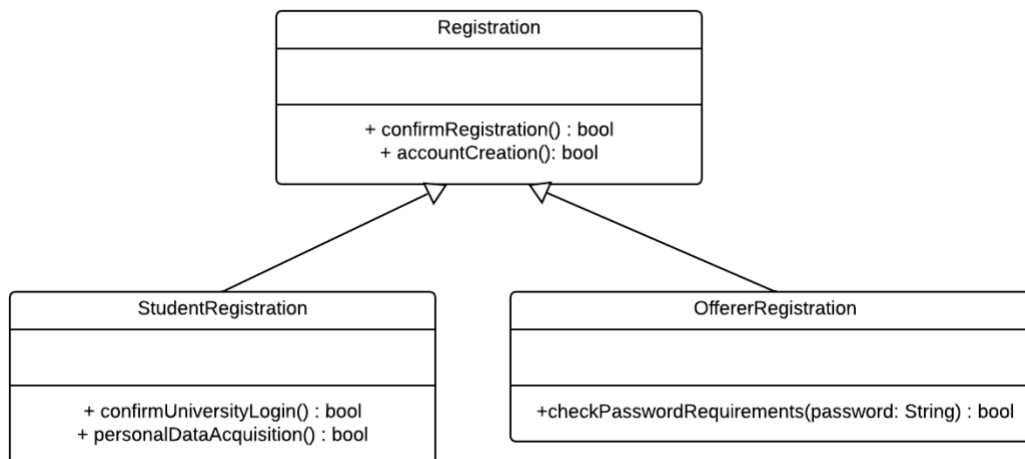 Registration
+ confirmRegistration() : bool
+ accountCreation(): bool
StudentRegistration
+ confirmUniversityLogin() : bool
+ personalDataAcquisition() : bool
OffererRegistration
+checkPasswordRequirements(password: String) : bool